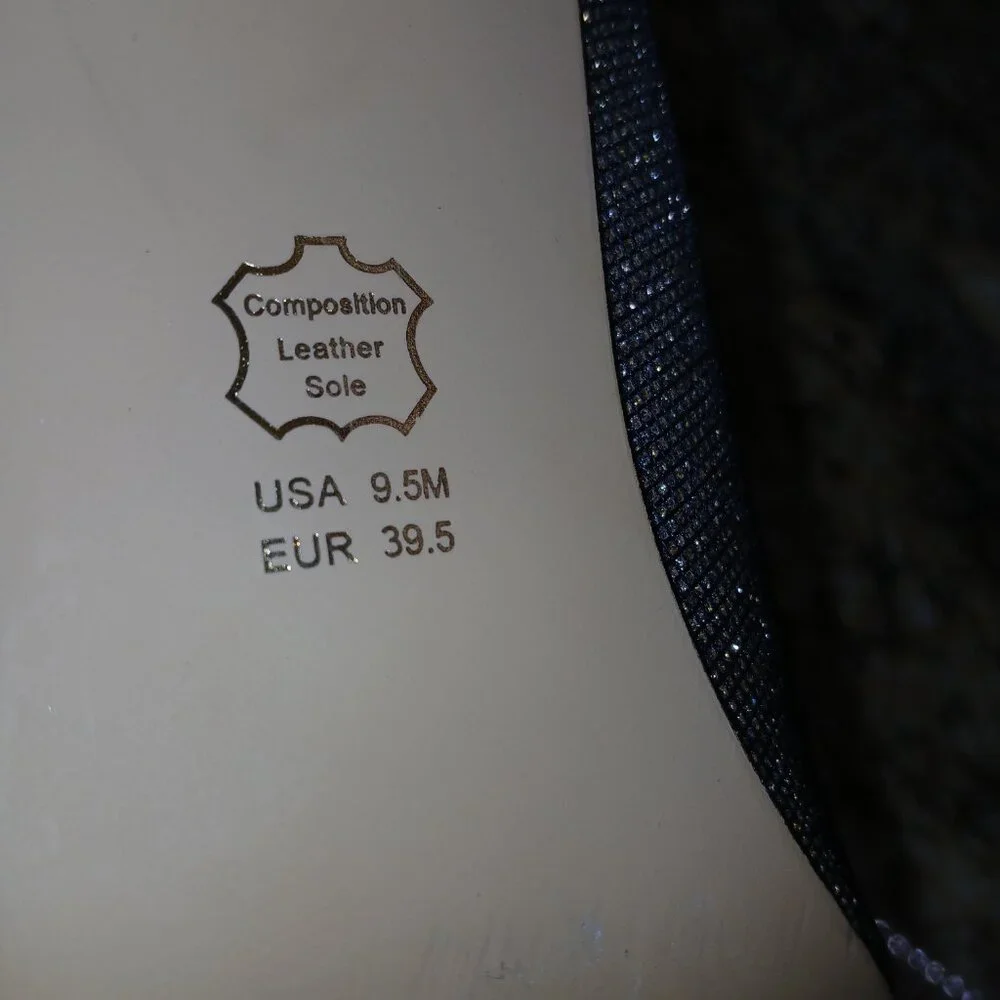 Composition
Leather
Sole
USA 9.5M
EUR 39.5